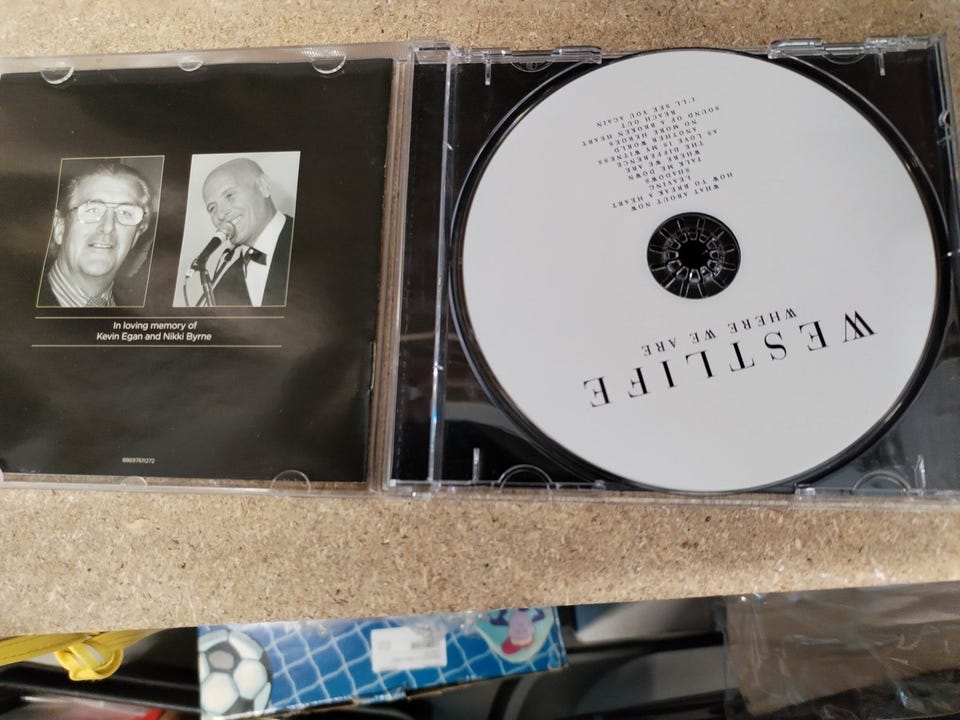 In loving memory of
Kevin Egan and Nikki Byrne
88697611272
WESTLIFE
WHERE WE ARE
WHAT ABOUT NOW
HOW TO BREAK A HEART
LEAVING
SHADOWS
TALK ME DOWN
WHERE WE ARE
THE DIFFERENCE
AS LOVE IS MY WITNESS
ANOTHER WORLD
NO MORE HEROES
SOUND OF A BROKEN HEART
REACH OUT
I'LL SEE YOU AGAIN